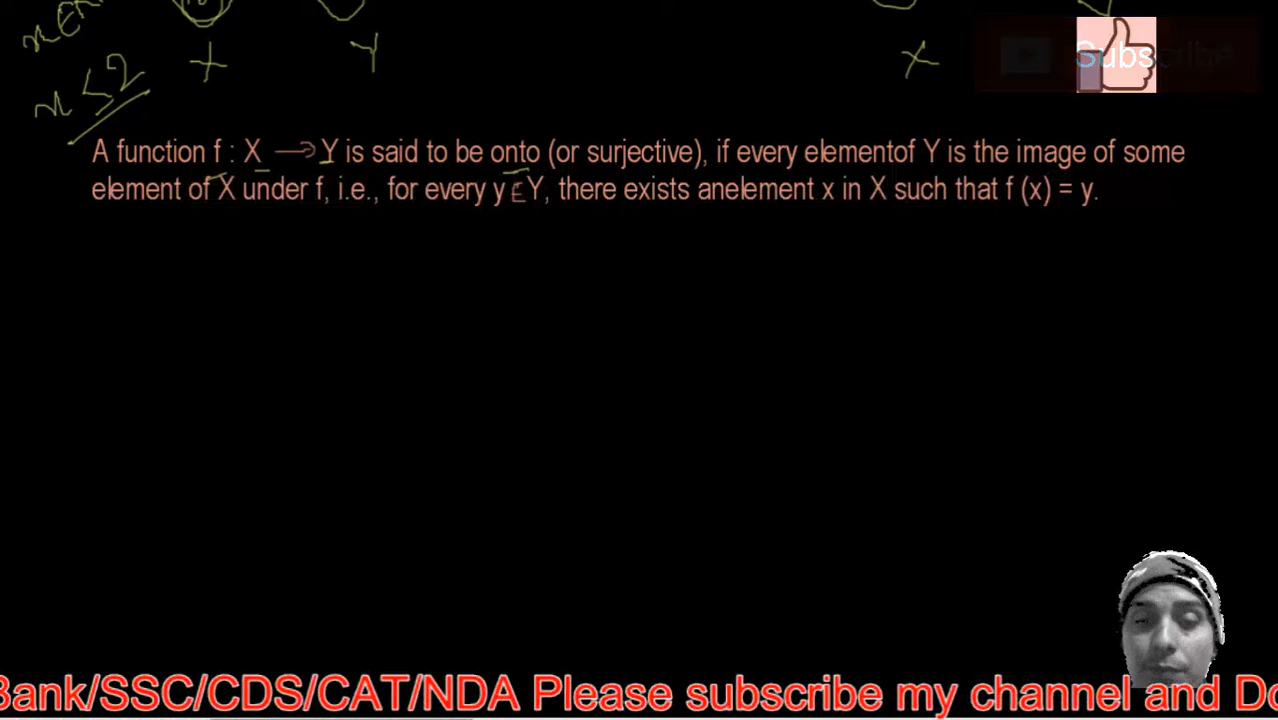 X Y X Subscribe
x ≤ 2
A function f : X → Y is said to be onto (or surjective), if every elementof Y is the image of some
element of X under f, i.e., for every y E Y, there exists anelement x in X such that f (x) = y.
Bank/SSC/CDS/CAT/NDA Please subscribe my channel and Do